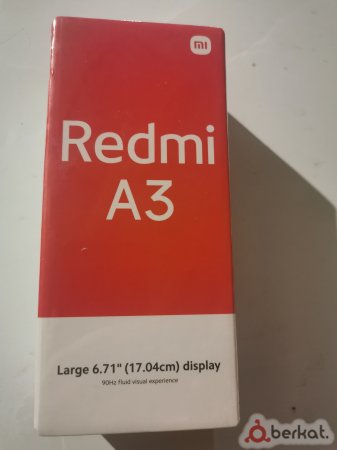 mi
Redmi
A3
Large 6.71" (17.04cm) display
90Hz fluid visual experience
berkat.